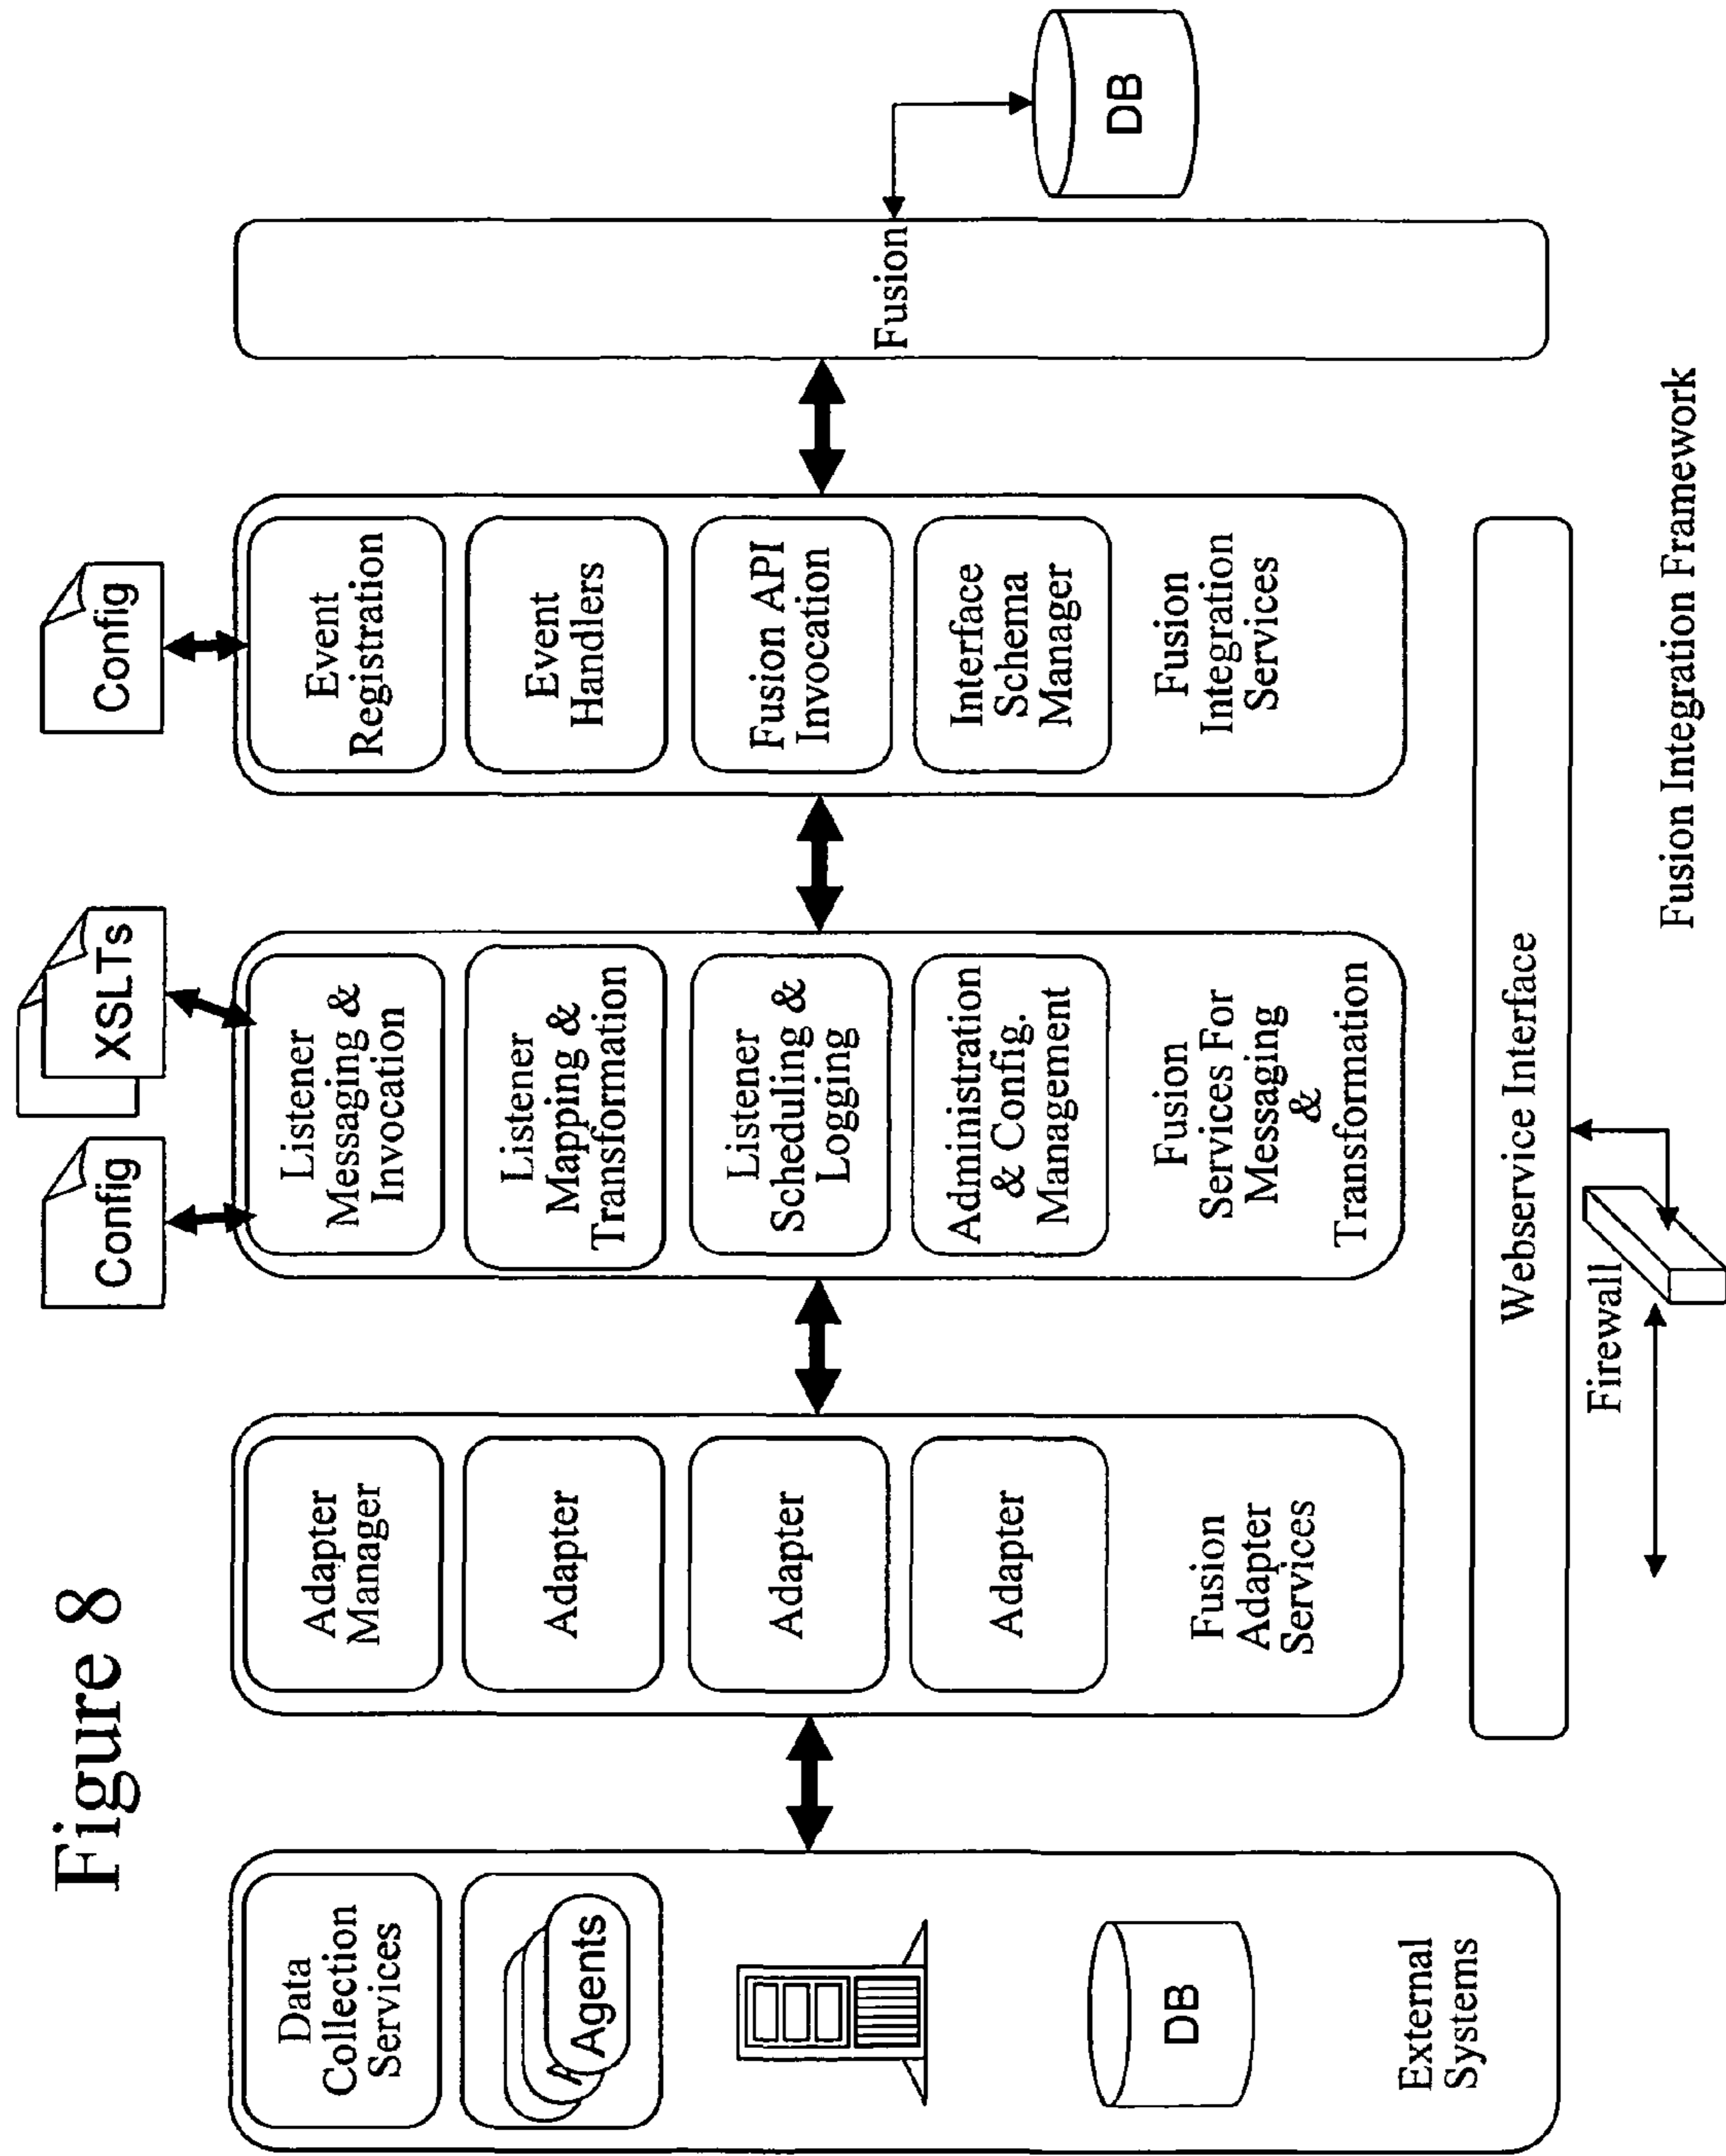 Figure 8
Config
XSLTs
Config
Data
Collection
Services
Agents
DB
External
Systems
Adapter
Manager
Adapter
Adapter
Adapter
Fusion
Adapter
Services
Listener
Messaging &
Invocation
Listener
Mapping &
Transformation
Listener
Scheduling &
Logging
Administration
& Config.
Management
Fusion
Services For
Messaging
&
Transformation
Event
Registration
Event
Handlers
Fusion API
Invocation
Interface
Schema
Manager
Fusion
Integration
Services
Fusion
DB
Webservice Interface
Firewall
Fusion Integration Framework